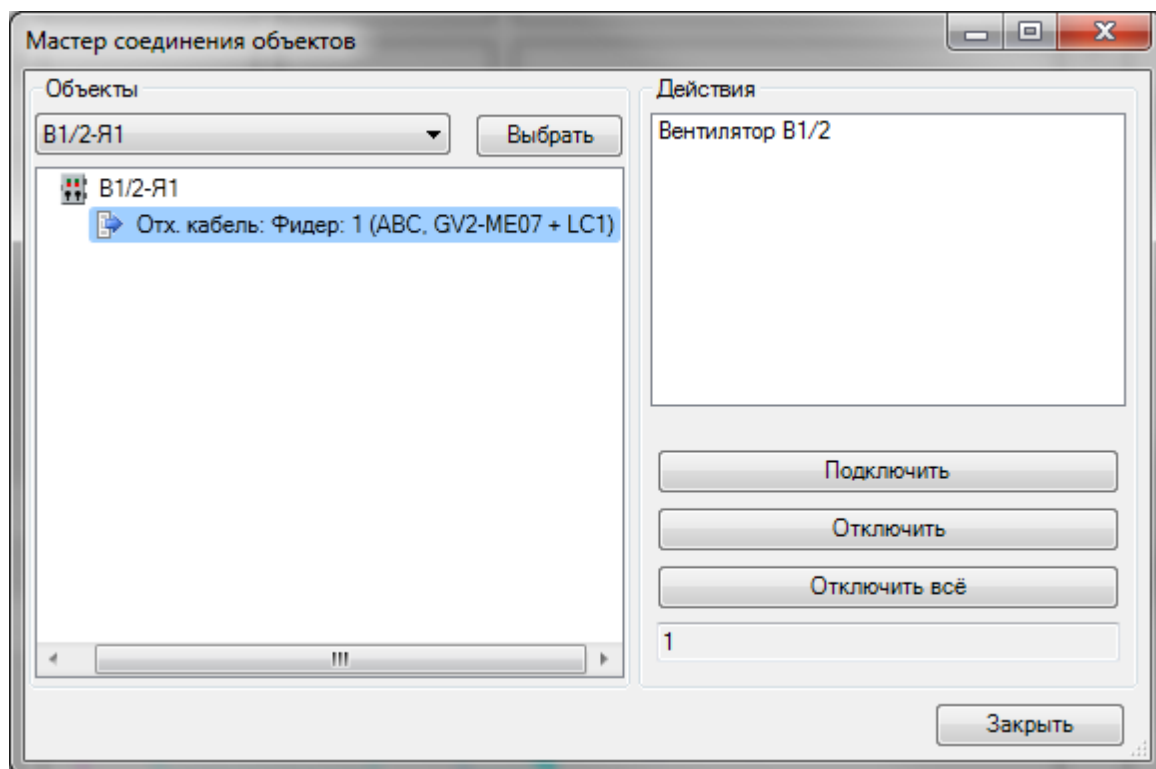 Мастер соединения объектов
Объекты
В1/2-Я1
Выбрать
В1/2-Я1
Отх. кабель: Фидер: 1 (ABC, GV2-ME07 + LC1)
Действия
Вентилятор В1/2
Подключить
Отключить
Отключить всё
1
Закрыть